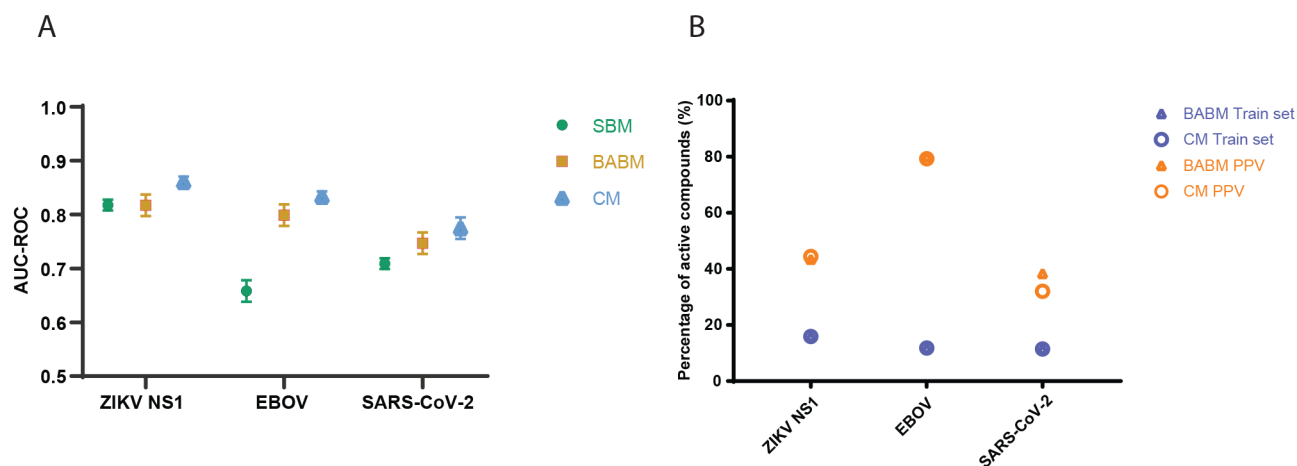 A
AUC-ROC
1.0
0.9
0.8
0.7
0.6
0.5
ZIKV NS1
EBOV
SARS-CoV-2
SBM
BABM
CM
B
Percentage of active compounds (%)
100
80
60
40
20
0
ZIKV NS1
EBOV
SARS-CoV-2
BABM Train set
CM Train set
BABM PPV
CM PPV